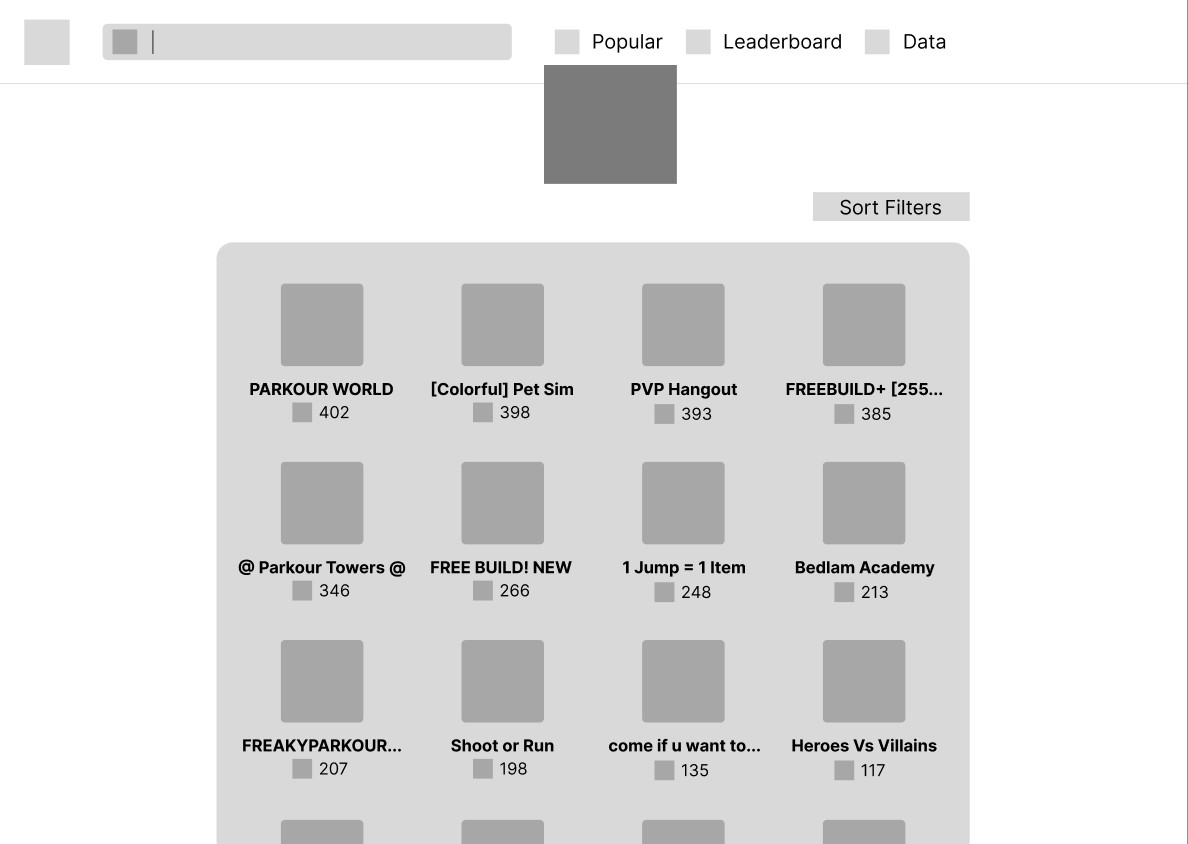 Popular Leaderboard Data
Sort Filters
PARKOUR WORLD [Colorful] Pet Sim PVP Hangout FREEBUILD+ [255...
402 398 393 385
@ Parkour Towers @ FREE BUILD! NEW 1 Jump = 1 Item Bedlam Academy
346 266 248 213
FREAKYPARKOUR... Shoot or Run come if u want to... Heroes Vs Villains
207 198 135 117